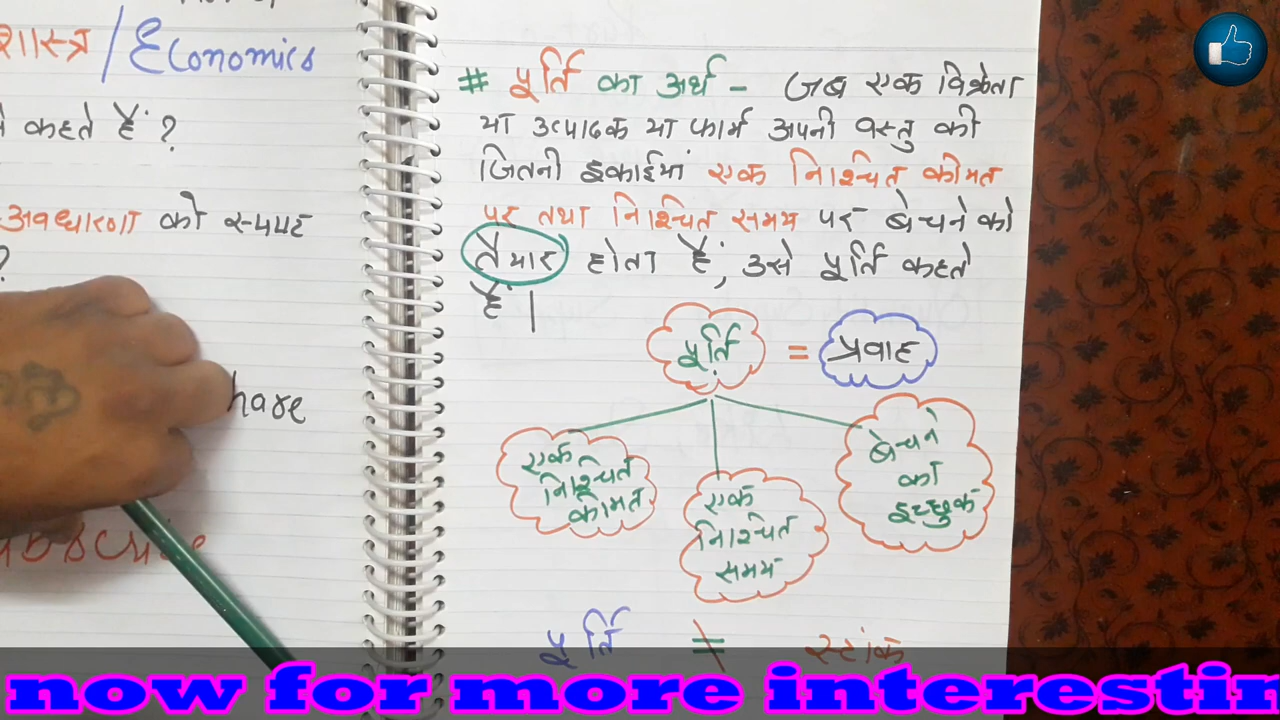 शास्त्र / Economics
कहते हैं ?
अवधारणा को स्पष्ट
?
hare
ubscribe
# पूर्ति का अर्थ - जब एक विक्रेता
या उत्पादक या फार्म अपनी वस्तु की
जितनी इकाईयां एक निश्चित कीमत
पर तथा निश्चित समय पर बेचने को
तैयार होता है, उसे पूर्ति कहते
हैं |
पूर्ति = प्रवाह
एक
निश्चित
कीमत
एक
निश्चित
समय
बेचने
का
इच्छुक
पूर्ति ≠ स्टांक
now for more interestin